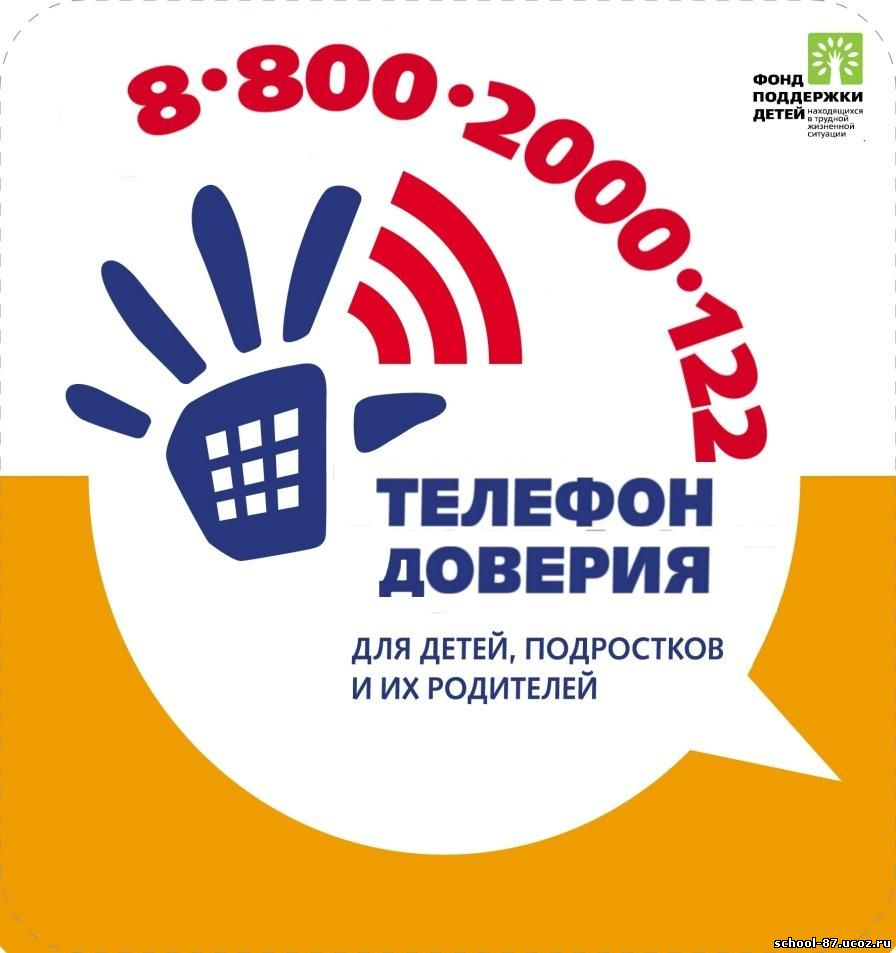 8·800·2000·122
ФОНД
ПОДДЕРЖКИ
ДЕТЕЙ
находящихся
в трудной
жизненной
ситуации
ТЕЛЕФОН
ДОВЕРИЯ
ДЛЯ ДЕТЕЙ, ПОДРОСТКОВ
И ИХ РОДИТЕЛЕЙ
school-87.ucoz.ru